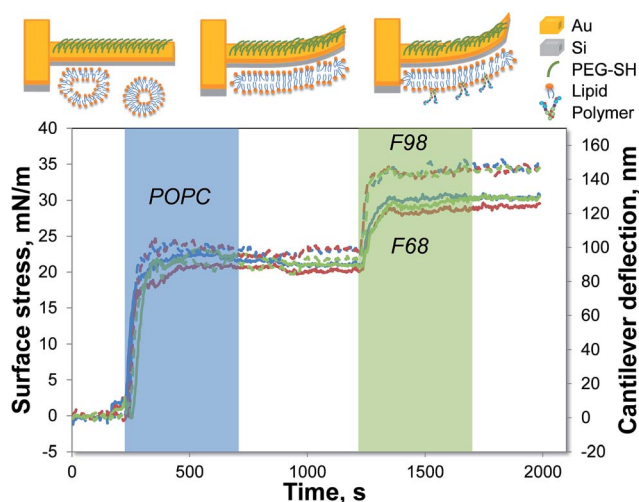 Au
Si
PEG-SH
Lipid
Polymer
40
35
30
25
20
15
10
5
0
-5
Surface stress, mN/m
POPC
F98
F68
160
140
120
100
80
60
40
20
0
-20
Cantilever deflection, nm
0
500
1000
1500
2000
Time, s